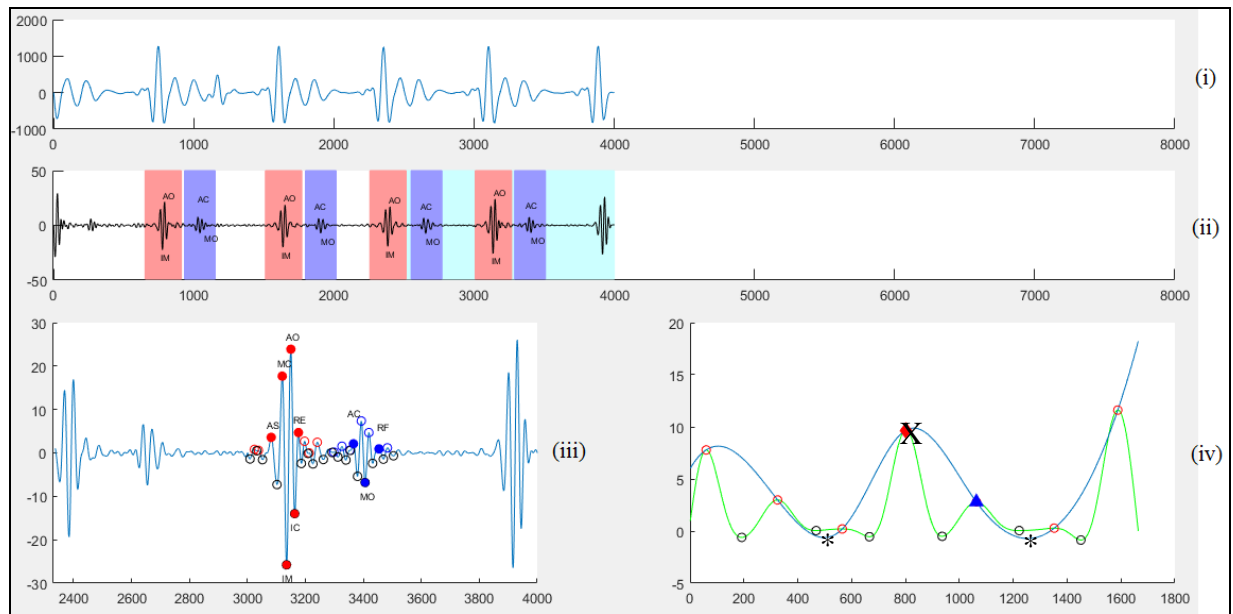 2000
1000
0
-1000
0 1000 2000 3000 4000 5000 6000 7000 8000
(i)
50
0
-50
AO AC AO AC AO AC AO AC
IM MO IM MO IM MO IM MO
0 1000 2000 3000 4000 5000 6000 7000 8000
(ii)
30
20
10
0
-10
-20
-30
AO
MC
AS RE
AC
RF
MO
IC
IM
2400 2600 2800 3000 3200 3400 3600 3800 4000
(iii)
20
15
10
5
0
-5
X
* *
0 200 400 600 800 1000 1200 1400 1600 1800
(iv)